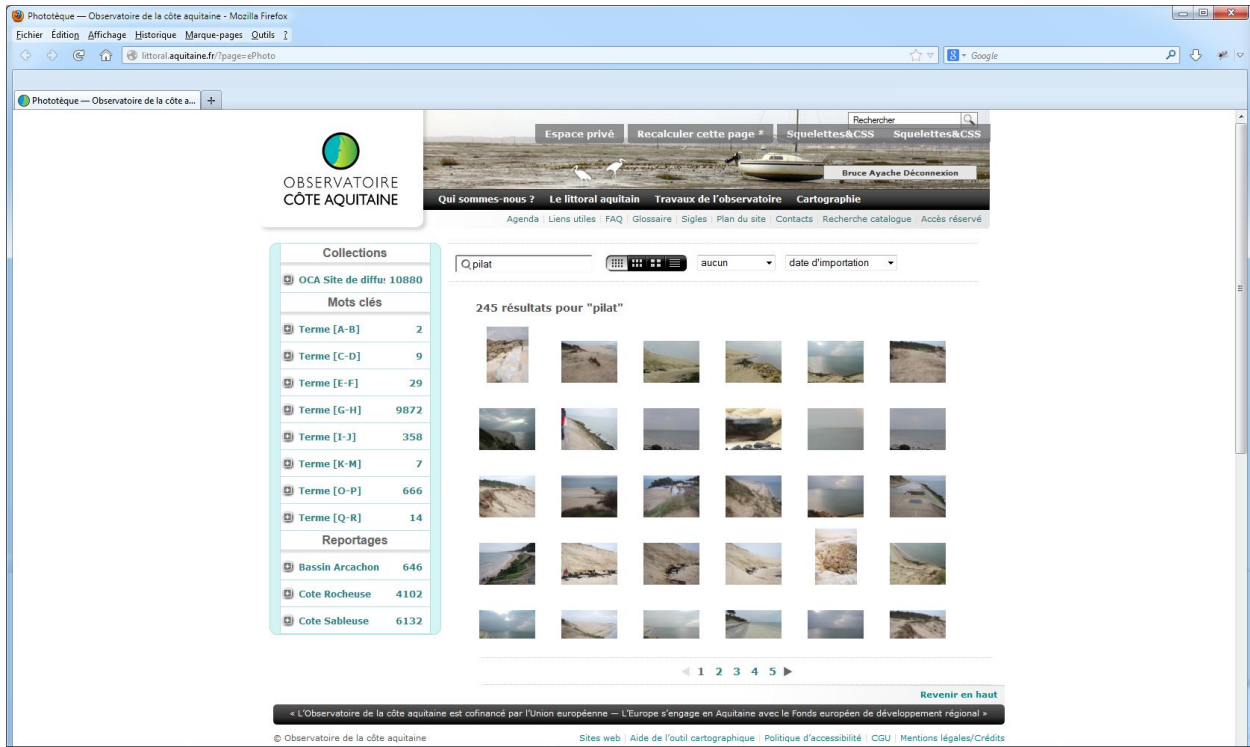 Phototèque — Observatoire de la côte aquitaine - Mozilla Firefox
Fichier Édition Affichage Historique Marque-pages Outils ?
littoral.aquitaine.fr/?page=ePhoto
Google
Phototèque — Observatoire de la côte a...
Rechercher
Espace privé Recalculer cette page * Squelettes&CSS Squelettes&CSS
Bruce Ayache Déconnexion
OBSERVATOIRE
CÔTE AQUITAINE
Qui sommes-nous ? Le littoral aquitain Travaux de l'observatoire Cartographie
Agenda Liens utiles FAQ Glossaire Sigles Plan du site Contacts Recherche catalogue Accès réservé
Collections
OCA Site de diffu: 10880
Mots clés
Terme [A-B] 2
Terme [C-D] 9
Terme [E-F] 29
Terme [G-H] 9872
Terme [I-J] 358
Terme [K-M] 7
Terme [O-P] 666
Terme [Q-R] 14
Reportages
Bassin Arcachon 646
Cote Rocheuse 4102
Cote Sableuse 6132
pilat aucun date d'importation
245 résultats pour "pilat"
1 2 3 4 5
Revenir en haut
« L'Observatoire de la côte aquitaine est cofinancé par l'Union européenne — L'Europe s'engage en Aquitaine avec le Fonds européen de développement régional »
© Observatoire de la côte aquitaine
Sites web Aide de l'outil cartographique Politique d'accessibilité CGU Mentions légales/Crédits